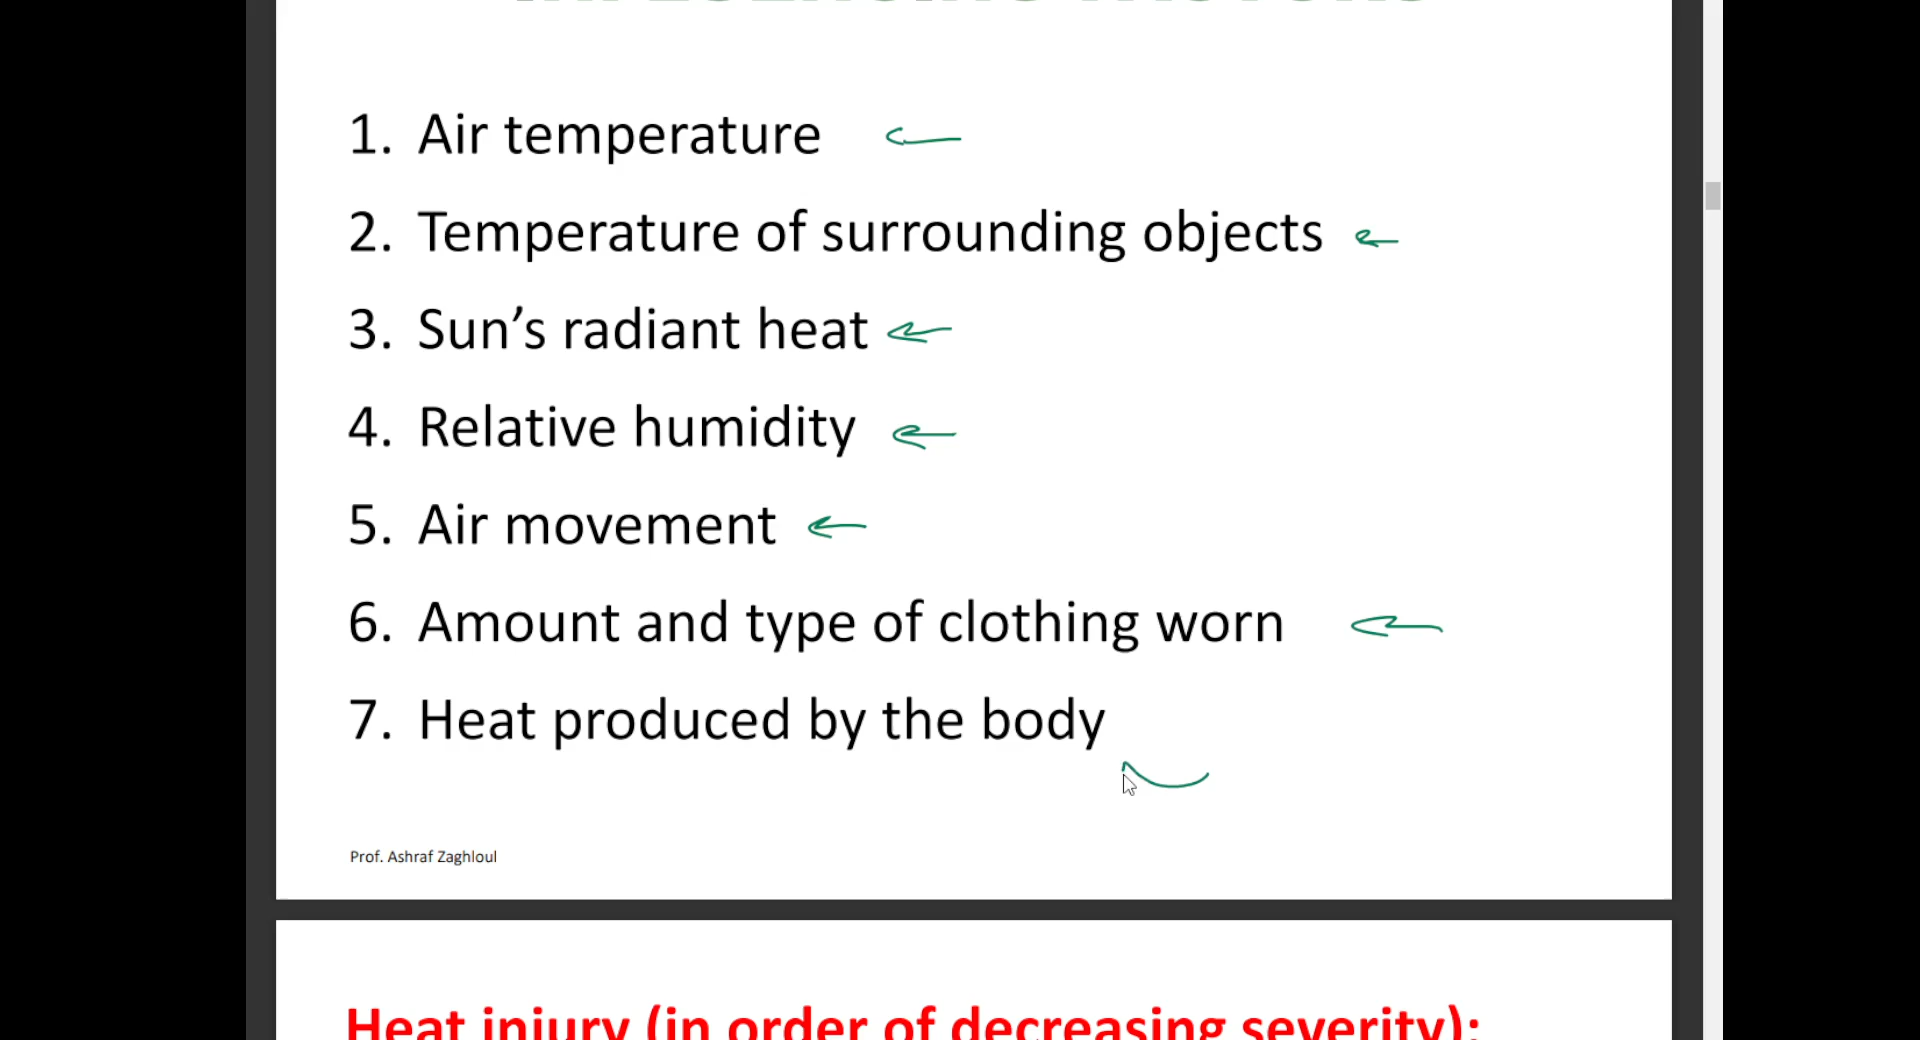 1. Air temperature
2. Temperature of surrounding objects
3. Sun’s radiant heat
4. Relative humidity
5. Air movement
6. Amount and type of clothing worn
7. Heat produced by the body
Prof. Ashraf Zaghloul
Heat injury (in order of decreasing severity):